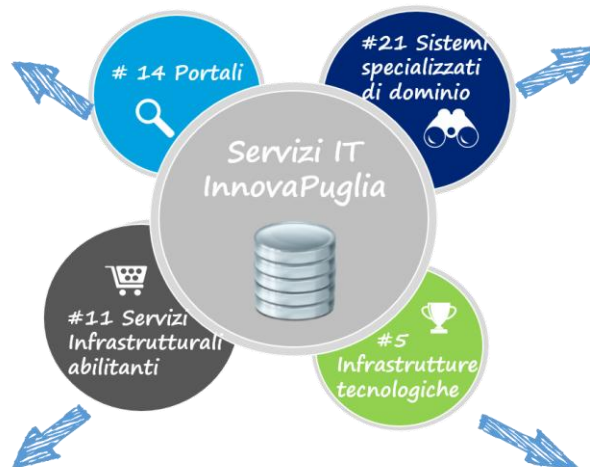 # 14 Portali
#21 Sistemi
specializzati
di dominio
Servizi IT
InnovaPuglia
#11 Servizi
Infrastrutturali
abilitanti
#5
Infrastrutture
tecnologiche